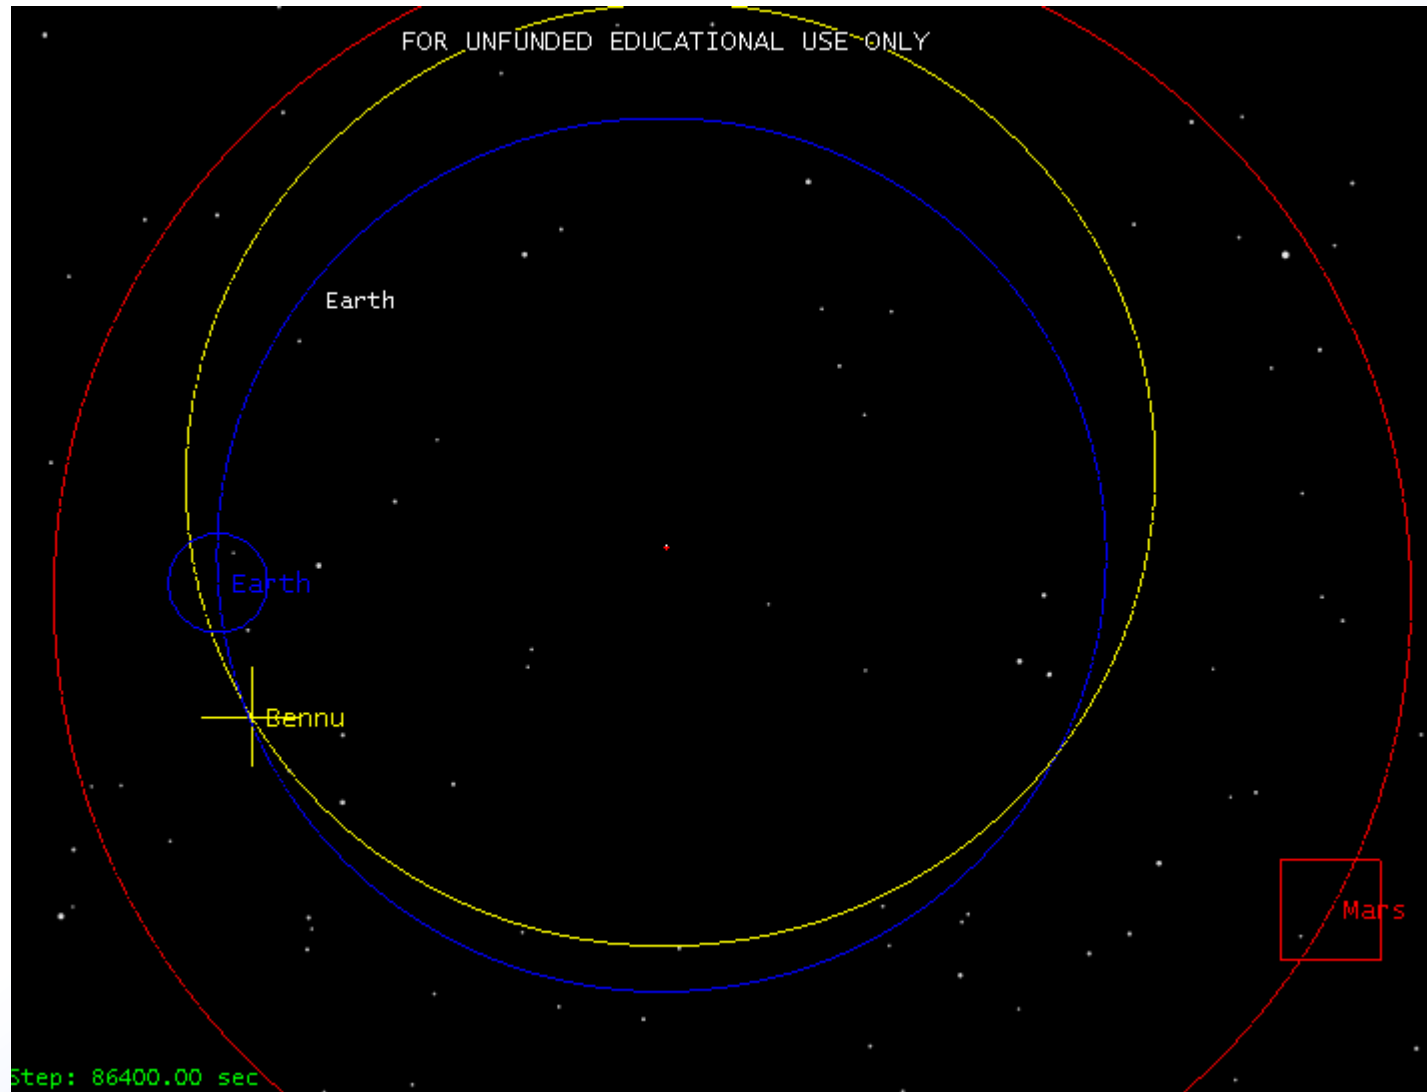 FOR UNFUNDED EDUCATIONAL USE ONLY
Earth
Earth
Bennu
Mars
Step: 86400.00 sec